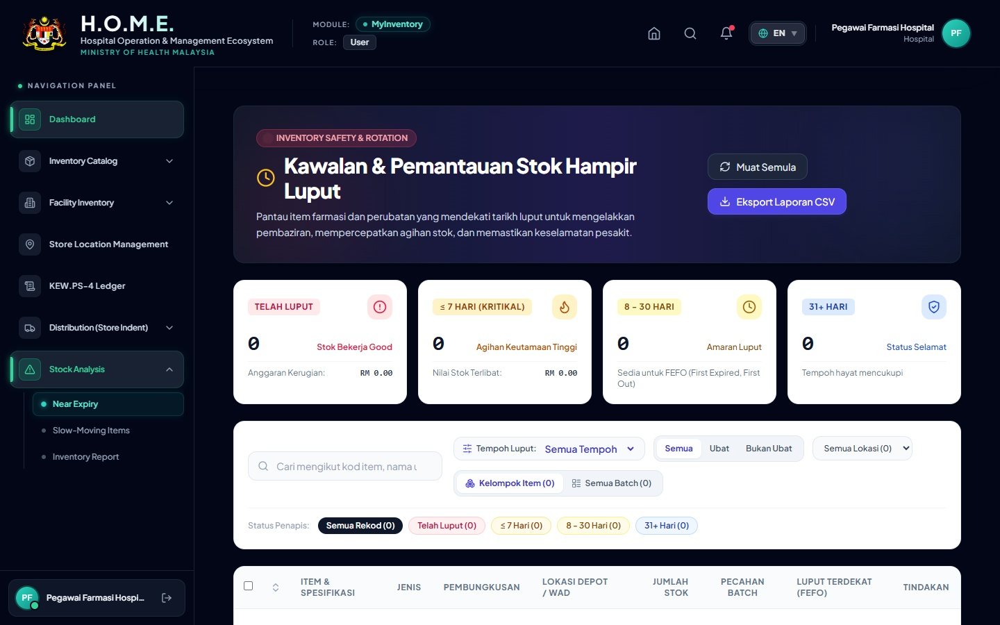 H.O.M.E.
Hospital Operation & Management Ecosystem
MINISTRY OF HEALTH MALAYSIA
MODULE: MyInventory
ROLE: User
EN
Pegawai Farmasi Hospital
Hospital
PF
NAVIGATION PANEL
Dashboard
Inventory Catalog
Facility Inventory
Store Location Management
KEW.PS-4 Ledger
Distribution (Store Indent)
Stock Analysis
Near Expiry
Slow-Moving Items
Inventory Report
PF
Pegawai Farmasi Hospi...
INVENTORY SAFETY & ROTATION
Kawalan & Pemantauan Stok Hampir
Luput
Pantau item farmasi dan perubatan yang mendekati tarikh luput untuk mengelakkan
pembaziran, mempercepatkan agihan stok, dan memastikan keselamatan pesakit.
Muat Semula
Eksport Laporan CSV
TELAH LUPUT
0
Stok Bekerja Good
Anggaran Kerugian:
RM 0.00
≤ 7 HARI (KRITIKAL)
0
Agihan Keutamaan Tinggi
Nilai Stok Terlibat:
RM 0.00
8 - 30 HARI
0
Amaran Luput
Sedia untuk FEFO (First Expired, First
Out)
31+ HARI
0
Status Selamat
Tempoh hayat mencukupi
Cari mengikut kod item, nama u
Tempoh Luput: Semua Tempoh
Semua
Ubat
Bukan Ubat
Semua Lokasi (0)
Kelompok Item (0)
Semua Batch (0)
Status Penapis:
Semua Rekod (0)
Telah Luput (0)
≤ 7 Hari (0)
8 - 30 Hari (0)
31+ Hari (0)
ITEM &
SPESIFIKASI
JENIS
PEMBUNGKUSAN
LOKASI DEPOT
/ WAD
JUMLAH
STOK
PECAHAN
BATCH
LUPUT TERDEKAT
(FEFO)
TINDAKAN